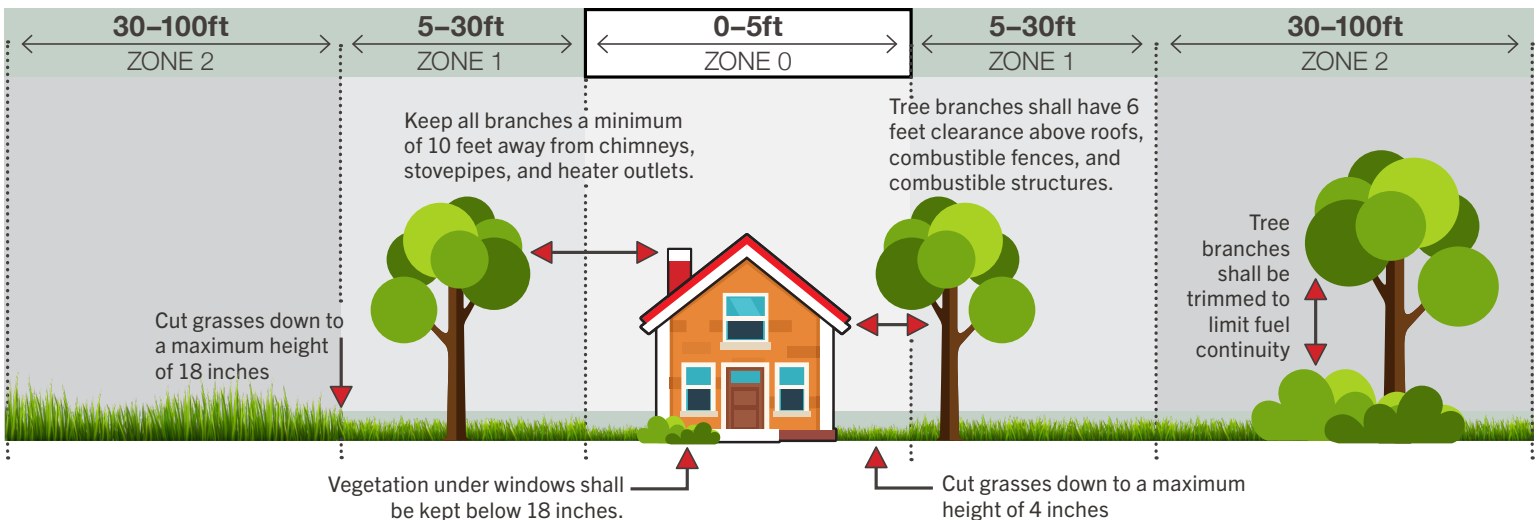 30–100ft
ZONE 2
5–30ft
ZONE 1
0–5ft
ZONE 0
5–30ft
ZONE 1
30–100ft
ZONE 2
Keep all branches a minimum
of 10 feet away from chimneys,
stovepipes, and heater outlets.
Tree branches shall have 6
feet clearance above roofs,
combustible fences, and
combustible structures.
Tree
branches
shall be
trimmed to
limit fuel
continuity
Cut grasses down to
a maximum height
of 18 inches
Vegetation under windows shall
be kept below 18 inches.
Cut grasses down to a maximum
height of 4 inches